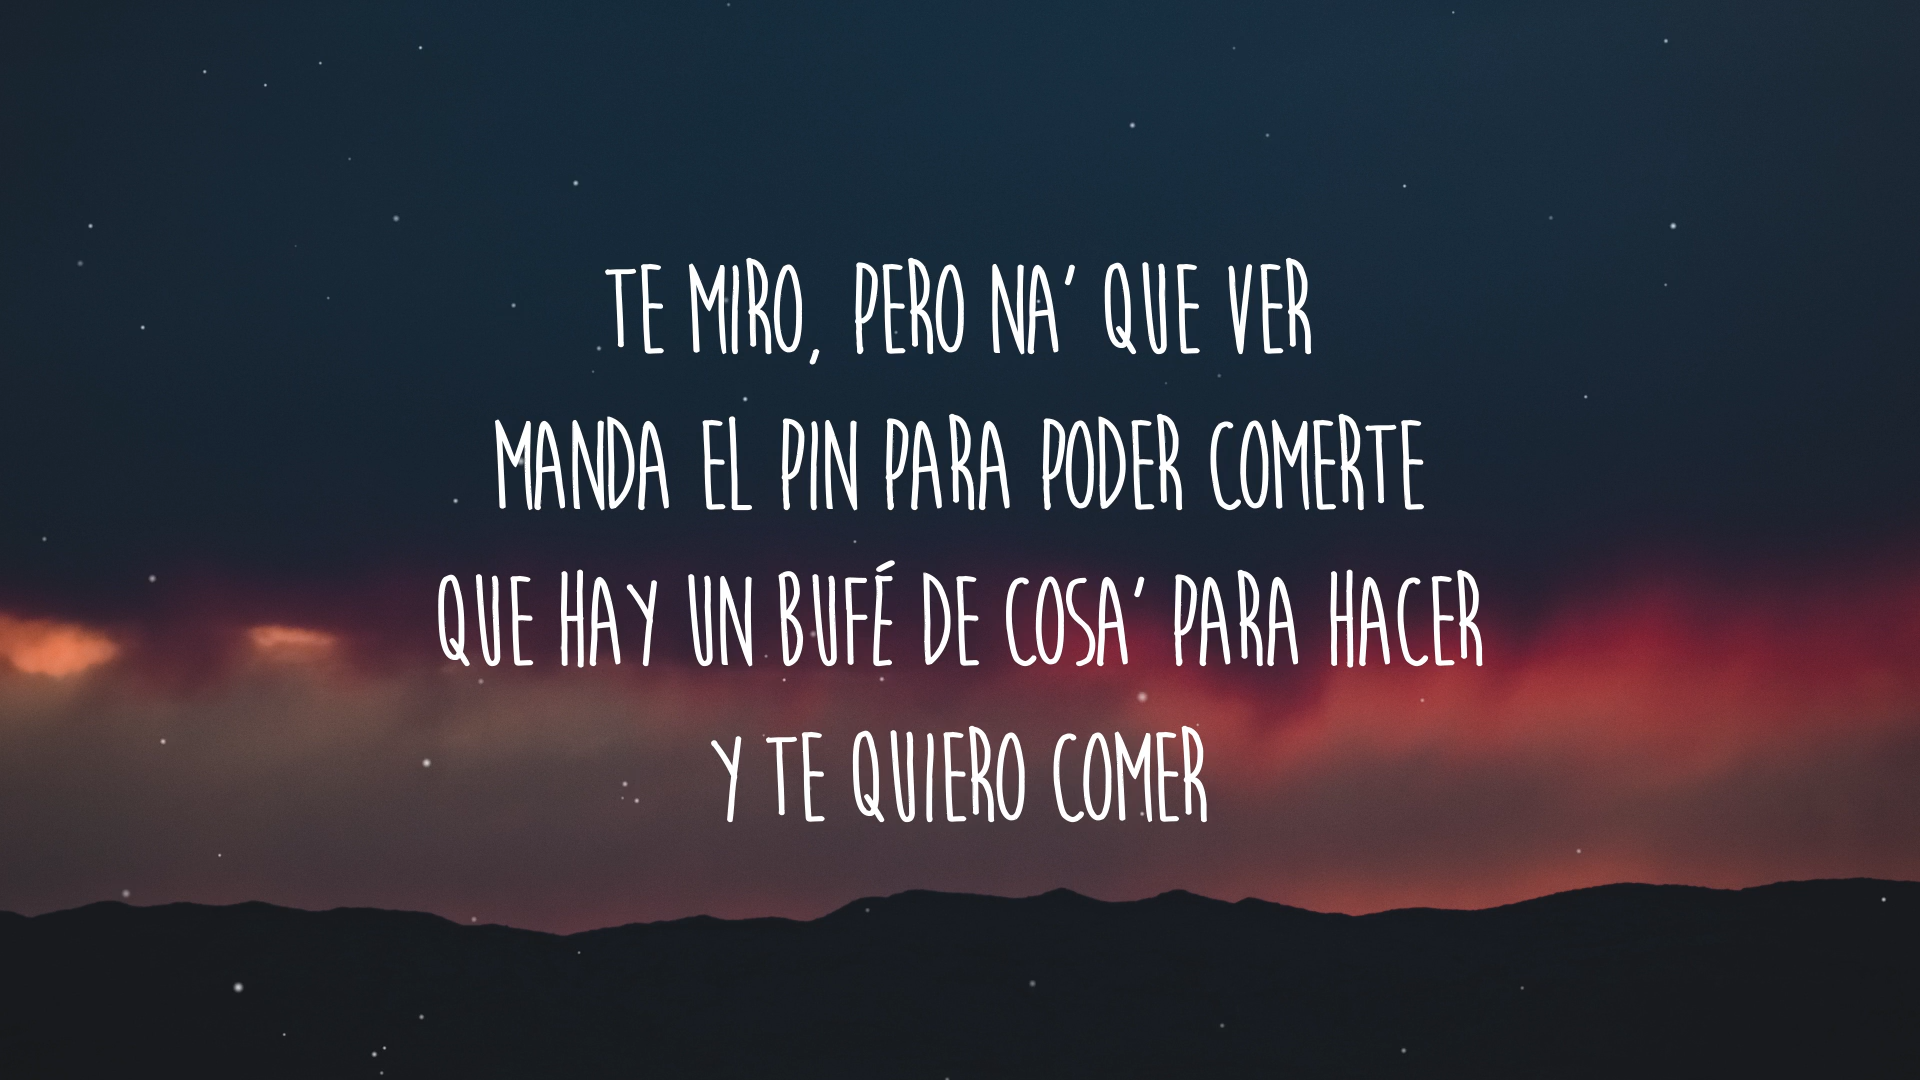 TE MIRO, PERO NA' QUE VER
MANDA EL PIN PARA PODER COMERTE
QUE HAY UN BUFÉ DE COSA' PARA HACER
Y TE QUIERO COMER